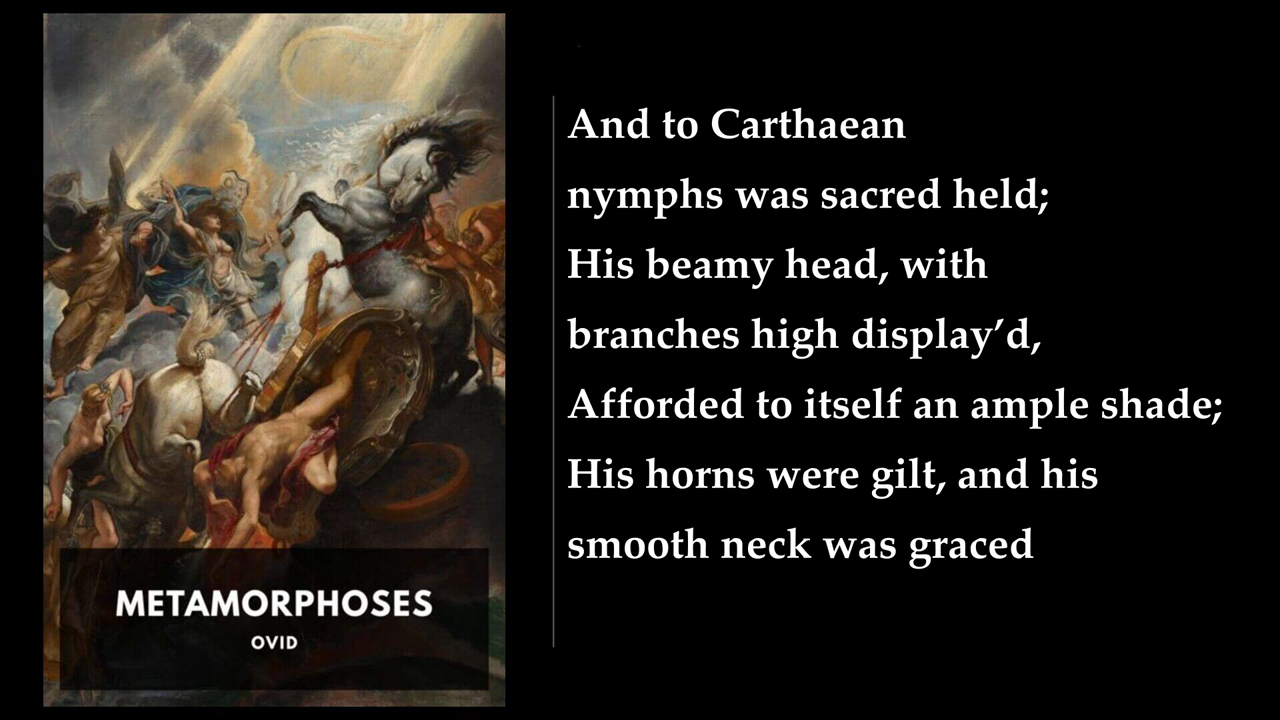 METAMORPHOSES
OVID
And to Carthaean
nymphs was sacred held;
His beamy head, with
branches high display’d,
Afforded to itself an ample shade;
His horns were gilt, and his
smooth neck was graced